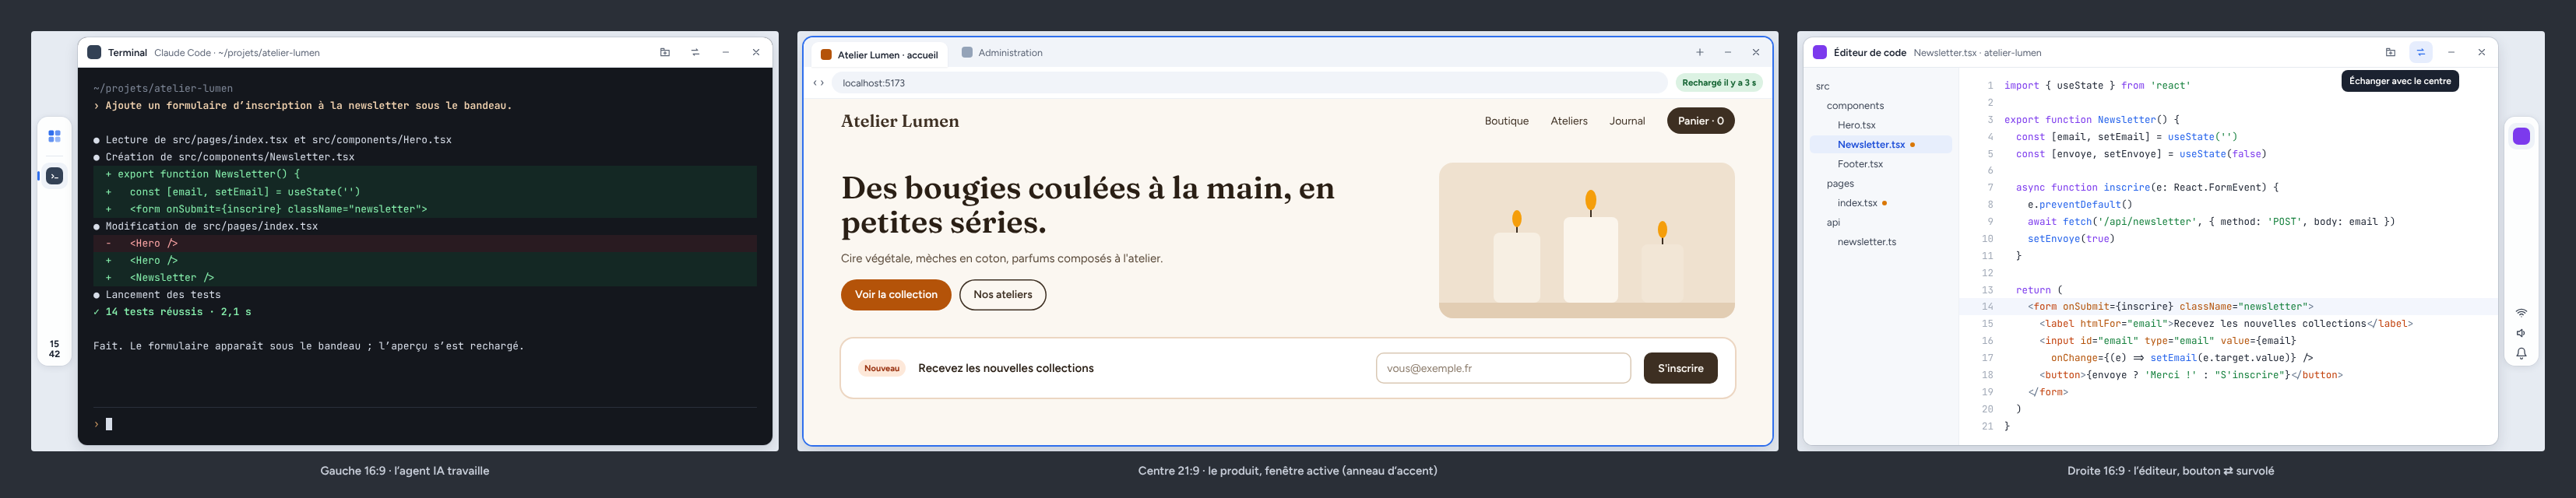 Terminal Claude Code · ~/projets/atelier-lumen
~/projets/atelier-lumen
› Ajoute un formulaire d’inscription à la newsletter sous le bandeau.
● Lecture de src/pages/index.tsx et src/components/Hero.tsx
● Création de src/components/Newsletter.tsx
+ export function Newsletter() {
+   const [email, setEmail] = useState('')
+   <form onSubmit={inscrire} className="newsletter">
● Modification de src/pages/index.tsx
-   <Hero />
+   <Hero />
+   <Newsletter />
● Lancement des tests
✓ 14 tests réussis · 2,1 s
Fait. Le formulaire apparaît sous le bandeau ; l’aperçu s’est rechargé.
›
15
42
Gauche 16:9 · l’agent IA travaille
Atelier Lumen · accueil
Administration
localhost:5173
Rechargé il y a 3 s
Atelier Lumen
Boutique
Ateliers
Journal
Panier · 0
Des bougies coulées à la main, en
petites séries.
Cire végétale, mèches en coton, parfums composés à l'atelier.
Voir la collection
Nos ateliers
Nouveau
Recevez les nouvelles collections
vous@exemple.fr
S'inscrire
Centre 21:9 · le produit, fenêtre active (anneau d’accent)
Éditeur de code Newsletter.tsx · atelier-lumen
Échanger avec le centre
src
components
Hero.tsx
Newsletter.tsx
Footer.tsx
pages
index.tsx
api
newsletter.ts
1 import { useState } from 'react'
2
3 export function Newsletter() {
4   const [email, setEmail] = useState('')
5   const [envoye, setEnvoye] = useState(false)
6
7   async function inscrire(e: React.FormEvent) {
8     e.preventDefault()
9     await fetch('/api/newsletter', { method: 'POST', body: email })
10     setEnvoye(true)
11   }
12
13   return (
14     <form onSubmit={inscrire} className="newsletter">
15       <label htmlFor="email">Recevez les nouvelles collections</label>
16       <input id="email" type="email" value={email}
17         onChange={(e) => setEmail(e.target.value)} />
18       <button>{envoye ? 'Merci !' : "S'inscrire"}</button>
19     </form>
20   )
21 }
Droite 16:9 · l’éditeur, bouton ⇄ survolé